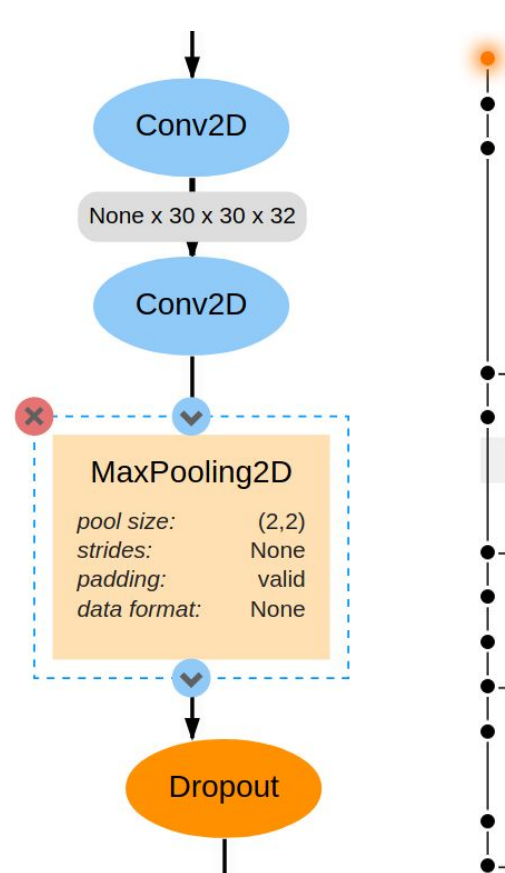 Conv2D
None x 30 x 30 x 32
Conv2D
MaxPooling2D
pool size: (2,2)
strides: None
padding: valid
data format: None
Dropout